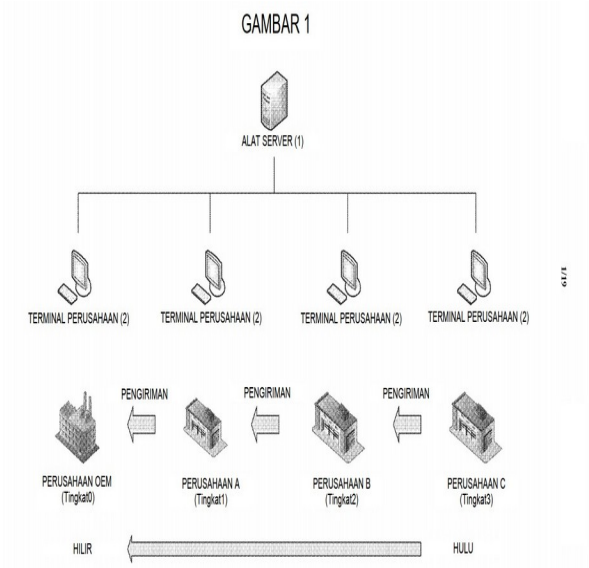 GAMBAR 1
ALAT SERVER (1)
TERMINAL PERUSAHAAN (2)
TERMINAL PERUSAHAAN (2)
TERMINAL PERUSAHAAN (2)
TERMINAL PERUSAHAAN (2)
1/19
PENGIRIMAN
PENGIRIMAN
PENGIRIMAN
PERUSAHAAN OEM
(Tingkat0)
PERUSAHAAN A
(Tingkat1)
PERUSAHAAN B
(Tingkat2)
PERUSAHAAN C
(Tingkat3)
HILIR
HULU